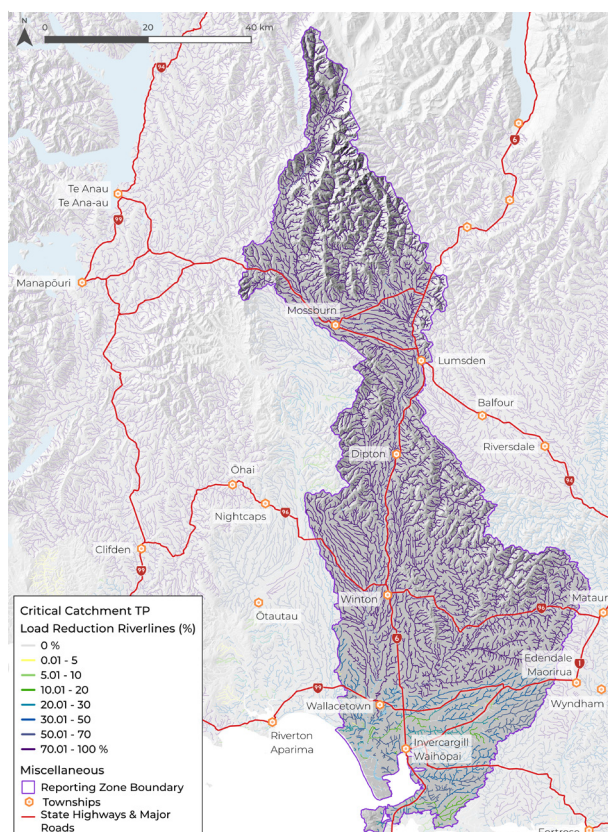 0
20
40 km
94
6
Te Anau
Te Ana-au
99
Manapōuri
Mossburn
Lumsden
Balfour
Riversdale
Dipton
94
Ōhai
Nightcaps
96
Clifden
99
Winton
96
Mataur
Ōtautau
6
Edendale
Maorirua
1
99
Wallacetown
Wyndham
Riverton
Aparima
Invercargill
Waihōpai
Fortrose
Critical Catchment TP
Load Reduction Riverlines (%)
0 %
0.01 - 5
5.01 - 10
10.01 - 20
20.01 - 30
30.01 - 50
50.01 - 70
70.01 - 100 %
Miscellaneous
Reporting Zone Boundary
Townships
State Highways & Major
Roads